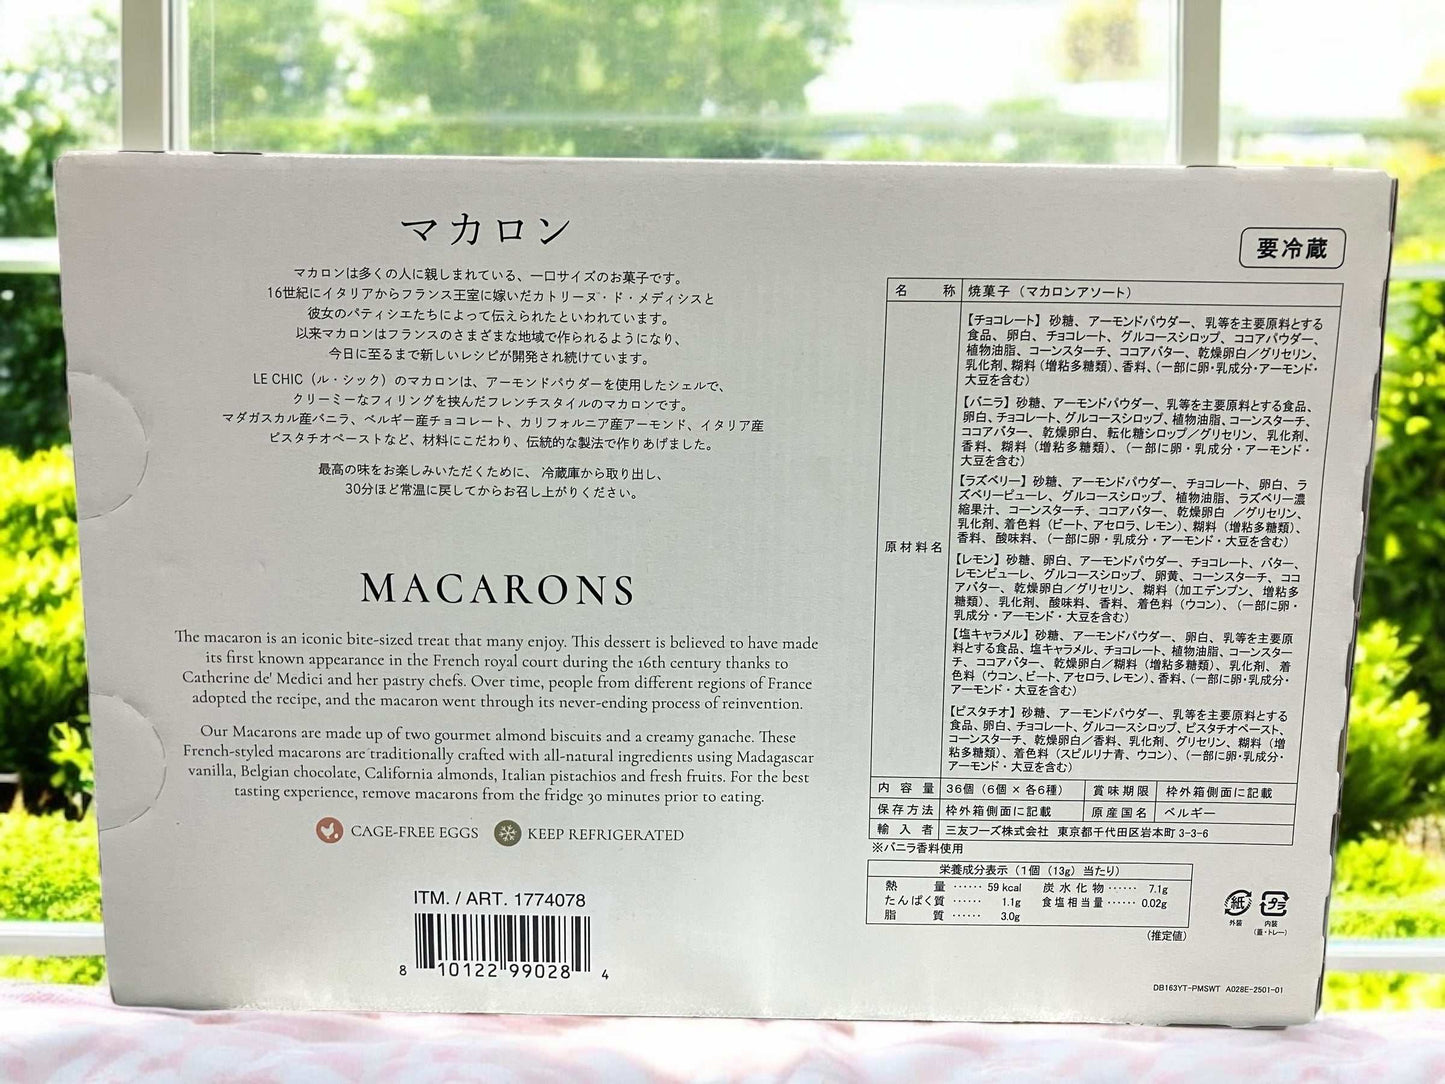 マカロン
マカロンは多くの人に親しまれている、一口サイズのお菓子です。
16世紀にイタリアからフランス王室に嫁いだカトリーヌ・ド・メディシスと
彼女のパティシエたちによって伝えられたといわれています。
以来マカロンはフランスのさまざまな地域で作られるようになり、
今日に至るまで新しいレシピが開発され続けています。
LE CHIC（ル・シック）のマカロンは、アーモンドパウダーを使用したシェルで、
クリーミーなフィリングを挟んだフレンチスタイルのマカロンです。
マダガスカル産バニラ、ベルギー産チョコレート、カリフォルニア産アーモンド、イタリア産
ピスタチオペーストなど、材料にこだわり、伝統的な製法で作りあげました。
最高の味をお楽しみいただくために、冷蔵庫から取り出し、
30分ほど常温に戻してからお召し上がりください。
MACARONS
The macaron is an iconic bite-sized treat that many enjoy. This dessert is believed to have made
its first known appearance in the French royal court during the 16th century thanks to
Catherine de' Medici and her pastry chefs. Over time, people from different regions of France
adopted the recipe, and the macaron went through its never-ending process of reinvention.
Our Macarons are made up of two gourmet almond biscuits and a creamy ganache. These
French-styled macarons are traditionally crafted with all-natural ingredients using Madagascar
vanilla, Belgian chocolate, California almonds, Italian pistachios and fresh fruits. For the best
tasting experience, remove macarons from the fridge 30 minutes prior to eating.
CAGE-FREE EGGS KEEP REFRIGERATED
ITM. / ART. 1774078
8 10122 99028 4
要冷蔵
名称 焼菓子（マカロンアソート）
原材料名
【チョコレート】砂糖、アーモンドパウダー、乳等を主要原料とする
食品、卵白、チョコレート、グルコースシロップ、ココアパウダー、
植物油脂、コーンスターチ、ココアバター、乾燥卵白／グリセリン、
乳化剤、糊料（増粘多糖類）、香料、（一部に卵・乳成分・アーモンド・
大豆を含む）
【バニラ】砂糖、アーモンドパウダー、乳等を主要原料とする食品、
卵白、チョコレート、グルコースシロップ、植物油脂、コーンスターチ、
ココアバター、乾燥卵白、転化糖シロップ／グリセリン、乳化剤、
香料、糊料（増粘多糖類）、（一部に卵・乳成分・アーモンド・
大豆を含む）
【ラズベリー】砂糖、アーモンドパウダー、チョコレート、卵白、ラ
ズベリーピューレ、グルコースシロップ、植物油脂、ラズベリー濃
縮果汁、コーンスターチ、ココアバター、乾燥卵白／グリセリン、
乳化剤、着色料（ビート、アセロラ、レモン）、糊料（増粘多糖類）、
香料、酸味料、（一部に卵・乳成分・アーモンド・大豆を含む）
【レモン】砂糖、卵白、アーモンドパウダー、チョコレート、バター、
レモンピューレ、グルコースシロップ、卵黄、コーンスターチ、ココ
アバター、乾燥卵白／グリセリン、糊料（加工デンプン、増粘多
糖類）、乳化剤、酸味料、香料、着色料（ウコン）、（一部に卵・
乳成分・アーモンド・大豆を含む）
【塩キャラメル】砂糖、アーモンドパウダー、卵白、乳等を主要原
料とする食品、塩キャラメル、チョコレート、植物油脂、コーンスター
チ、ココアバター、乾燥卵白／糊料（増粘多糖類）、乳化剤、着
色料（ウコン、ビート、アセロラ、レモン）、香料、（一部に卵・乳成分・
アーモンド・大豆を含む）
【ピスタチオ】砂糖、アーモンドパウダー、乳等を主要原料とする
食品、卵白、チョコレート、グルコースシロップ、ピスタチオペースト、
コーンスターチ、乾燥卵白／香料、乳化剤、グリセリン、糊料（増
粘多糖類）、着色料（スピルリナ青、ウコン）、（一部に卵・乳成分・
アーモンド・大豆を含む）
内容量 36個（6個×各6種） 賞味期限 枠外箱側面に記載
保存方法 枠外箱側面に記載 原産国名 ベルギー
輸入者 三友フーズ株式会社 東京都千代田区岩本町3-3-6
※バニラ香料使用
栄養成分表示（1個（13g）当たり）
熱量……59kcal 炭水化物……7.1g
たんぱく質……1.1g 食塩相当量……0.02g
脂質……3.0g
（推定値）
紙 プラ
外装 内装
（蓋・トレー）
DB163YT-PMSWT A028E-2501-01